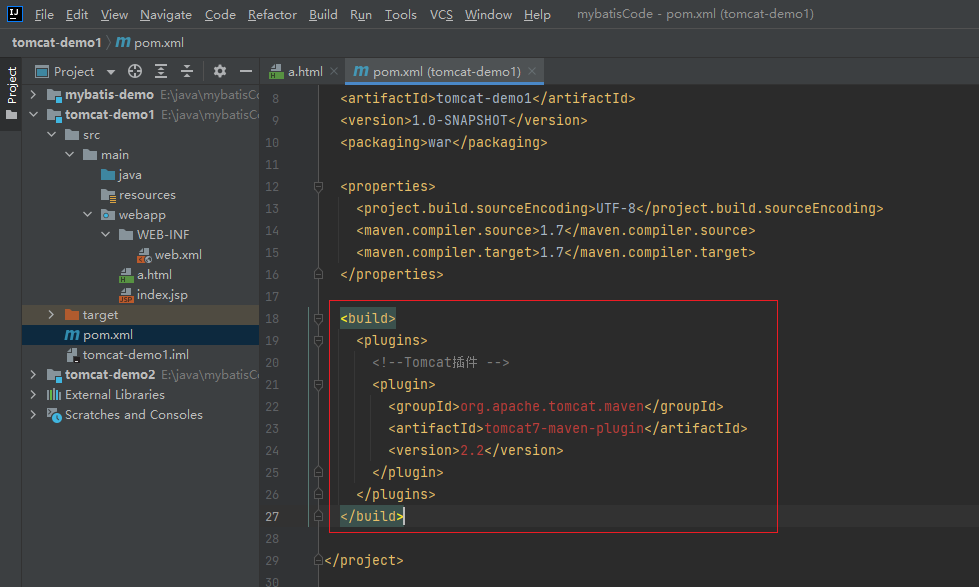 File Edit View Navigate Code Refactor Build Run Tools VCS Window Help mybatisCode - pom.xml (tomcat-demo1)
tomcat-demo1 pom.xml
Project
Project
a.html
pom.xml (tomcat-demo1)
mybatis-demo E:\java\mybatisCo
tomcat-demo1 E:\java\mybatisCo
src
main
java
resources
webapp
WEB-INF
web.xml
a.html
index.jsp
target
pom.xml
tomcat-demo1.iml
tomcat-demo2 E:\java\mybatisCo
External Libraries
Scratches and Consoles
8 <artifactId>tomcat-demo1</artifactId>
9 <version>1.0-SNAPSHOT</version>
10 <packaging>war</packaging>
11
12 <properties>
13 <project.build.sourceEncoding>UTF-8</project.build.sourceEncoding>
14 <maven.compiler.source>1.7</maven.compiler.source>
15 <maven.compiler.target>1.7</maven.compiler.target>
16 </properties>
17
18 <build>
19 <plugins>
20 <!--Tomcat插件 -->
21 <plugin>
22 <groupId>org.apache.tomcat.maven</groupId>
23 <artifactId>tomcat7-maven-plugin</artifactId>
24 <version>2.2</version>
25 </plugin>
26 </plugins>
27 </build>
28
29 </project>
30